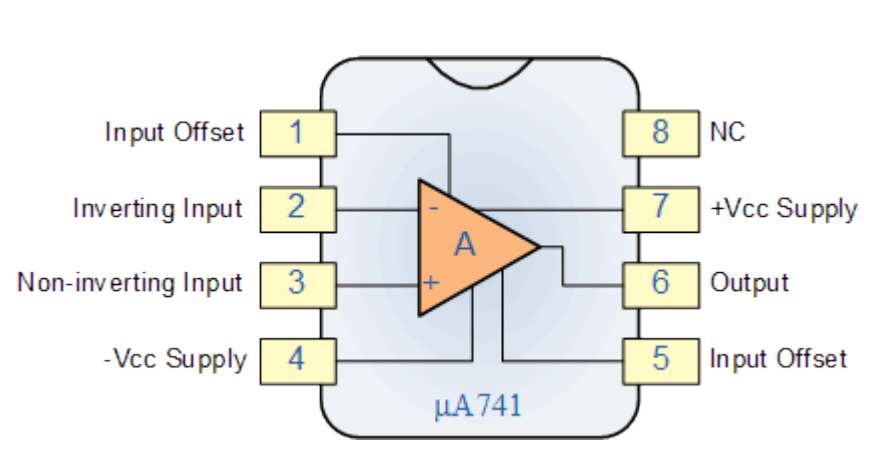 Input Offset 1
8 NC
Inverting Input 2
-
7 +Vcc Supply
A
Non-inverting Input 3
+
6 Output
-Vcc Supply 4
5 Input Offset
μA741